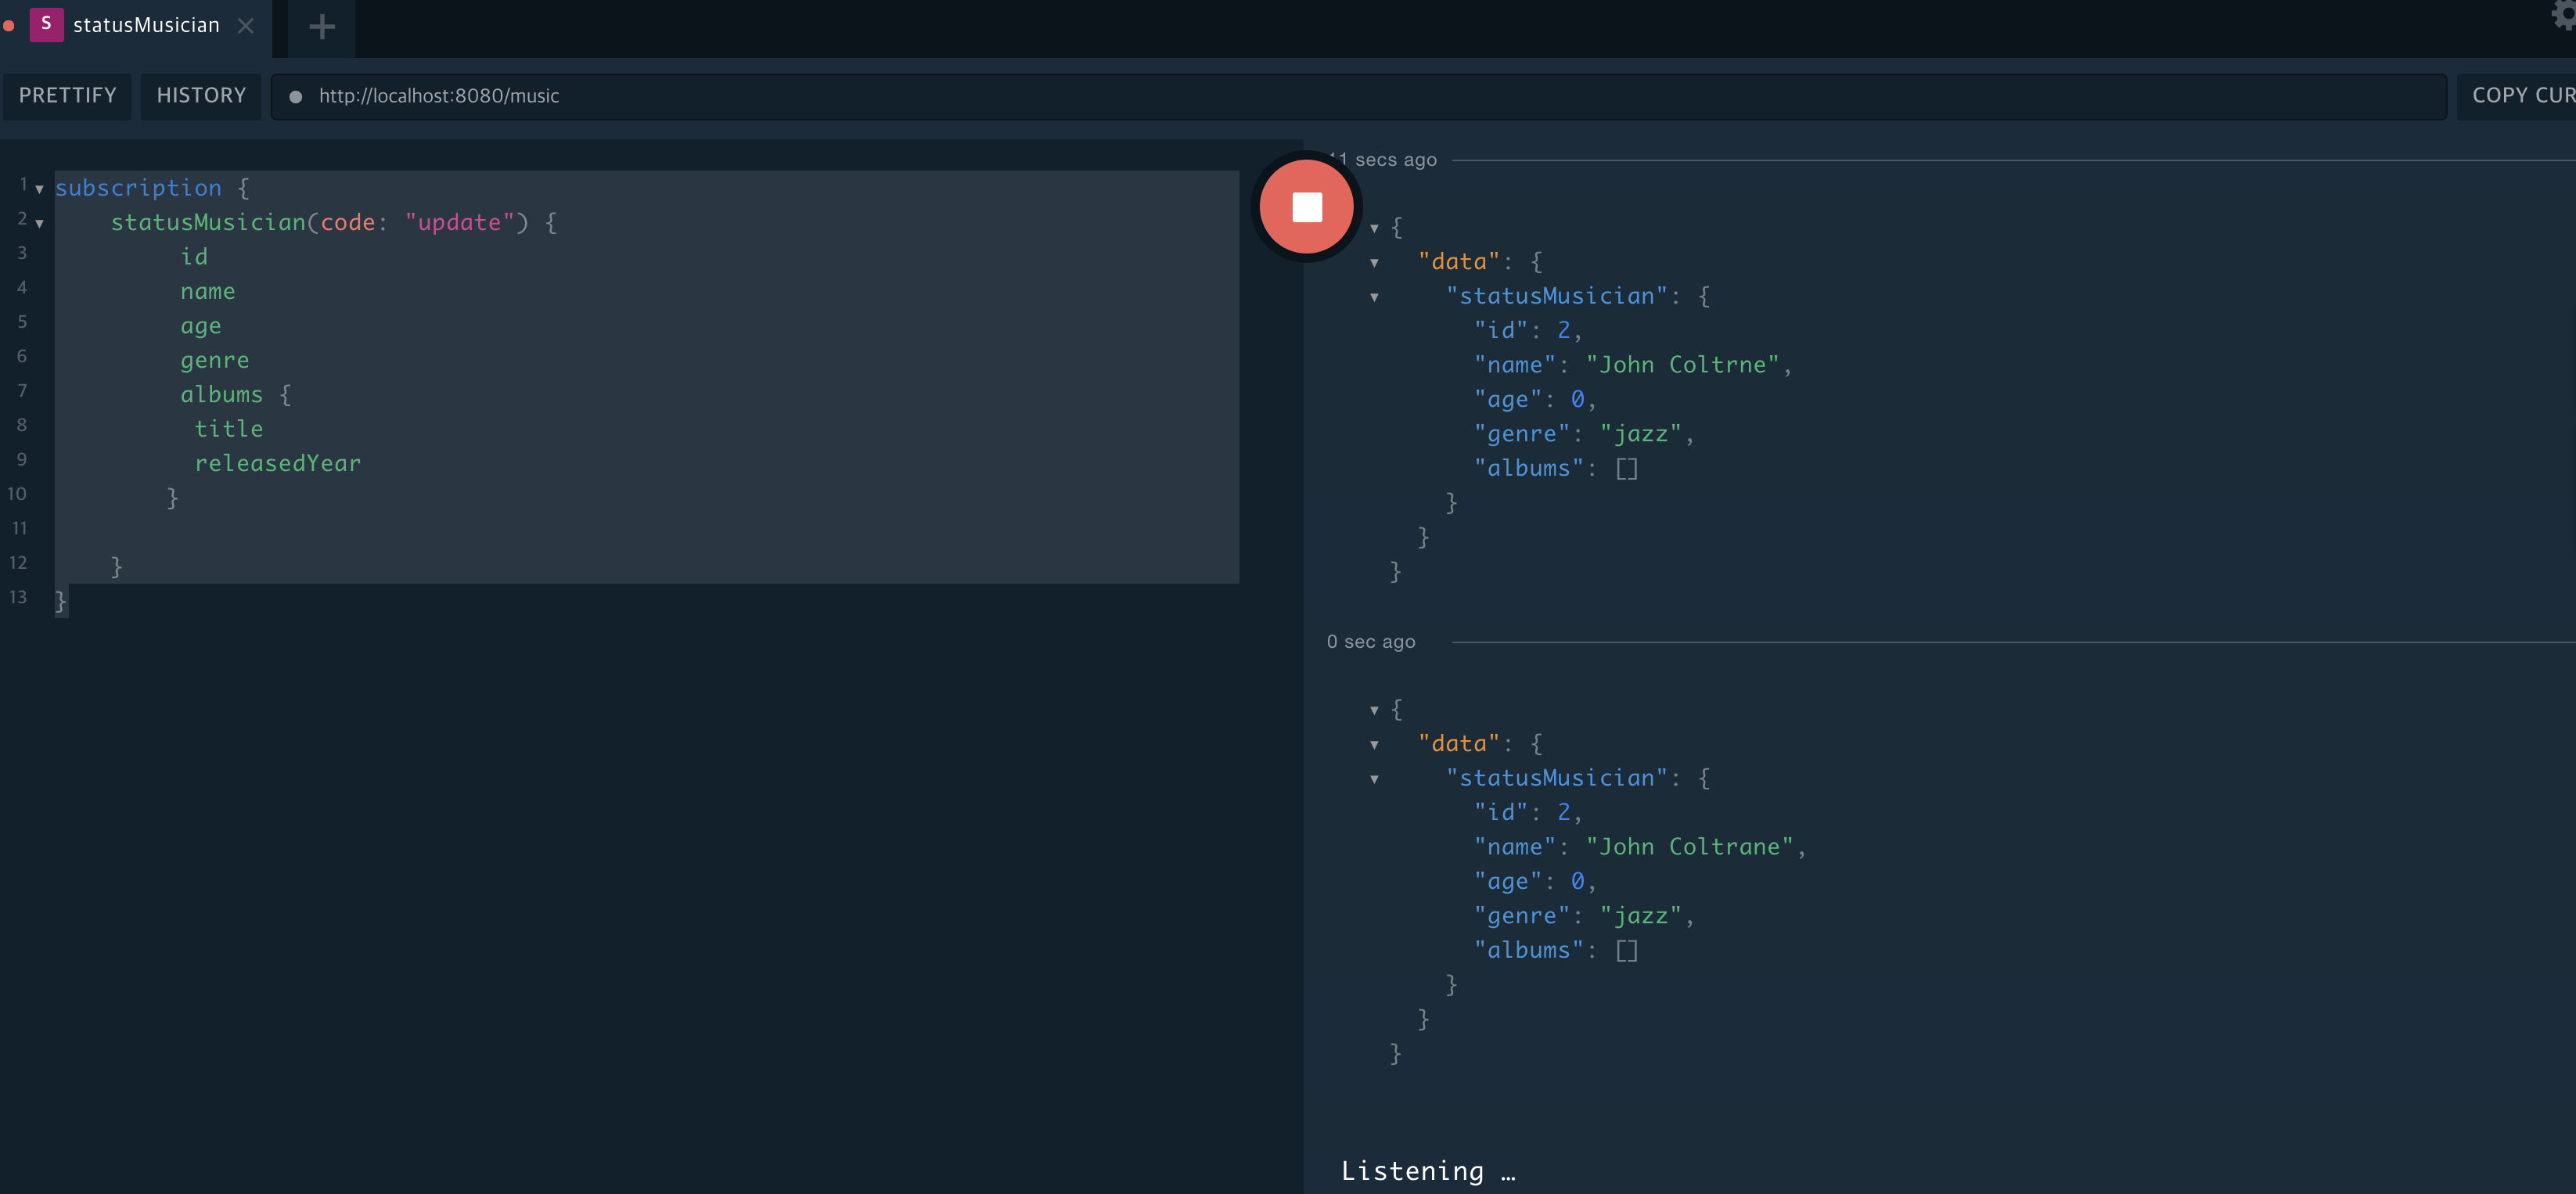 S statusMusician
PRETTIFY HISTORY http://localhost:8080/music COPY CUR
1 subscription {
2 statusMusician(code: "update") {
3 id
4 name
5 age
6 genre
7 albums {
8 title
9 releasedYear
10 }
11
12 }
13 }
11 secs ago
{
"data": {
"statusMusician": {
"id": 2,
"name": "John Coltrne",
"age": 0,
"genre": "jazz",
"albums": []
}
}
}
0 sec ago
{
"data": {
"statusMusician": {
"id": 2,
"name": "John Coltrane",
"age": 0,
"genre": "jazz",
"albums": []
}
}
}
Listening …